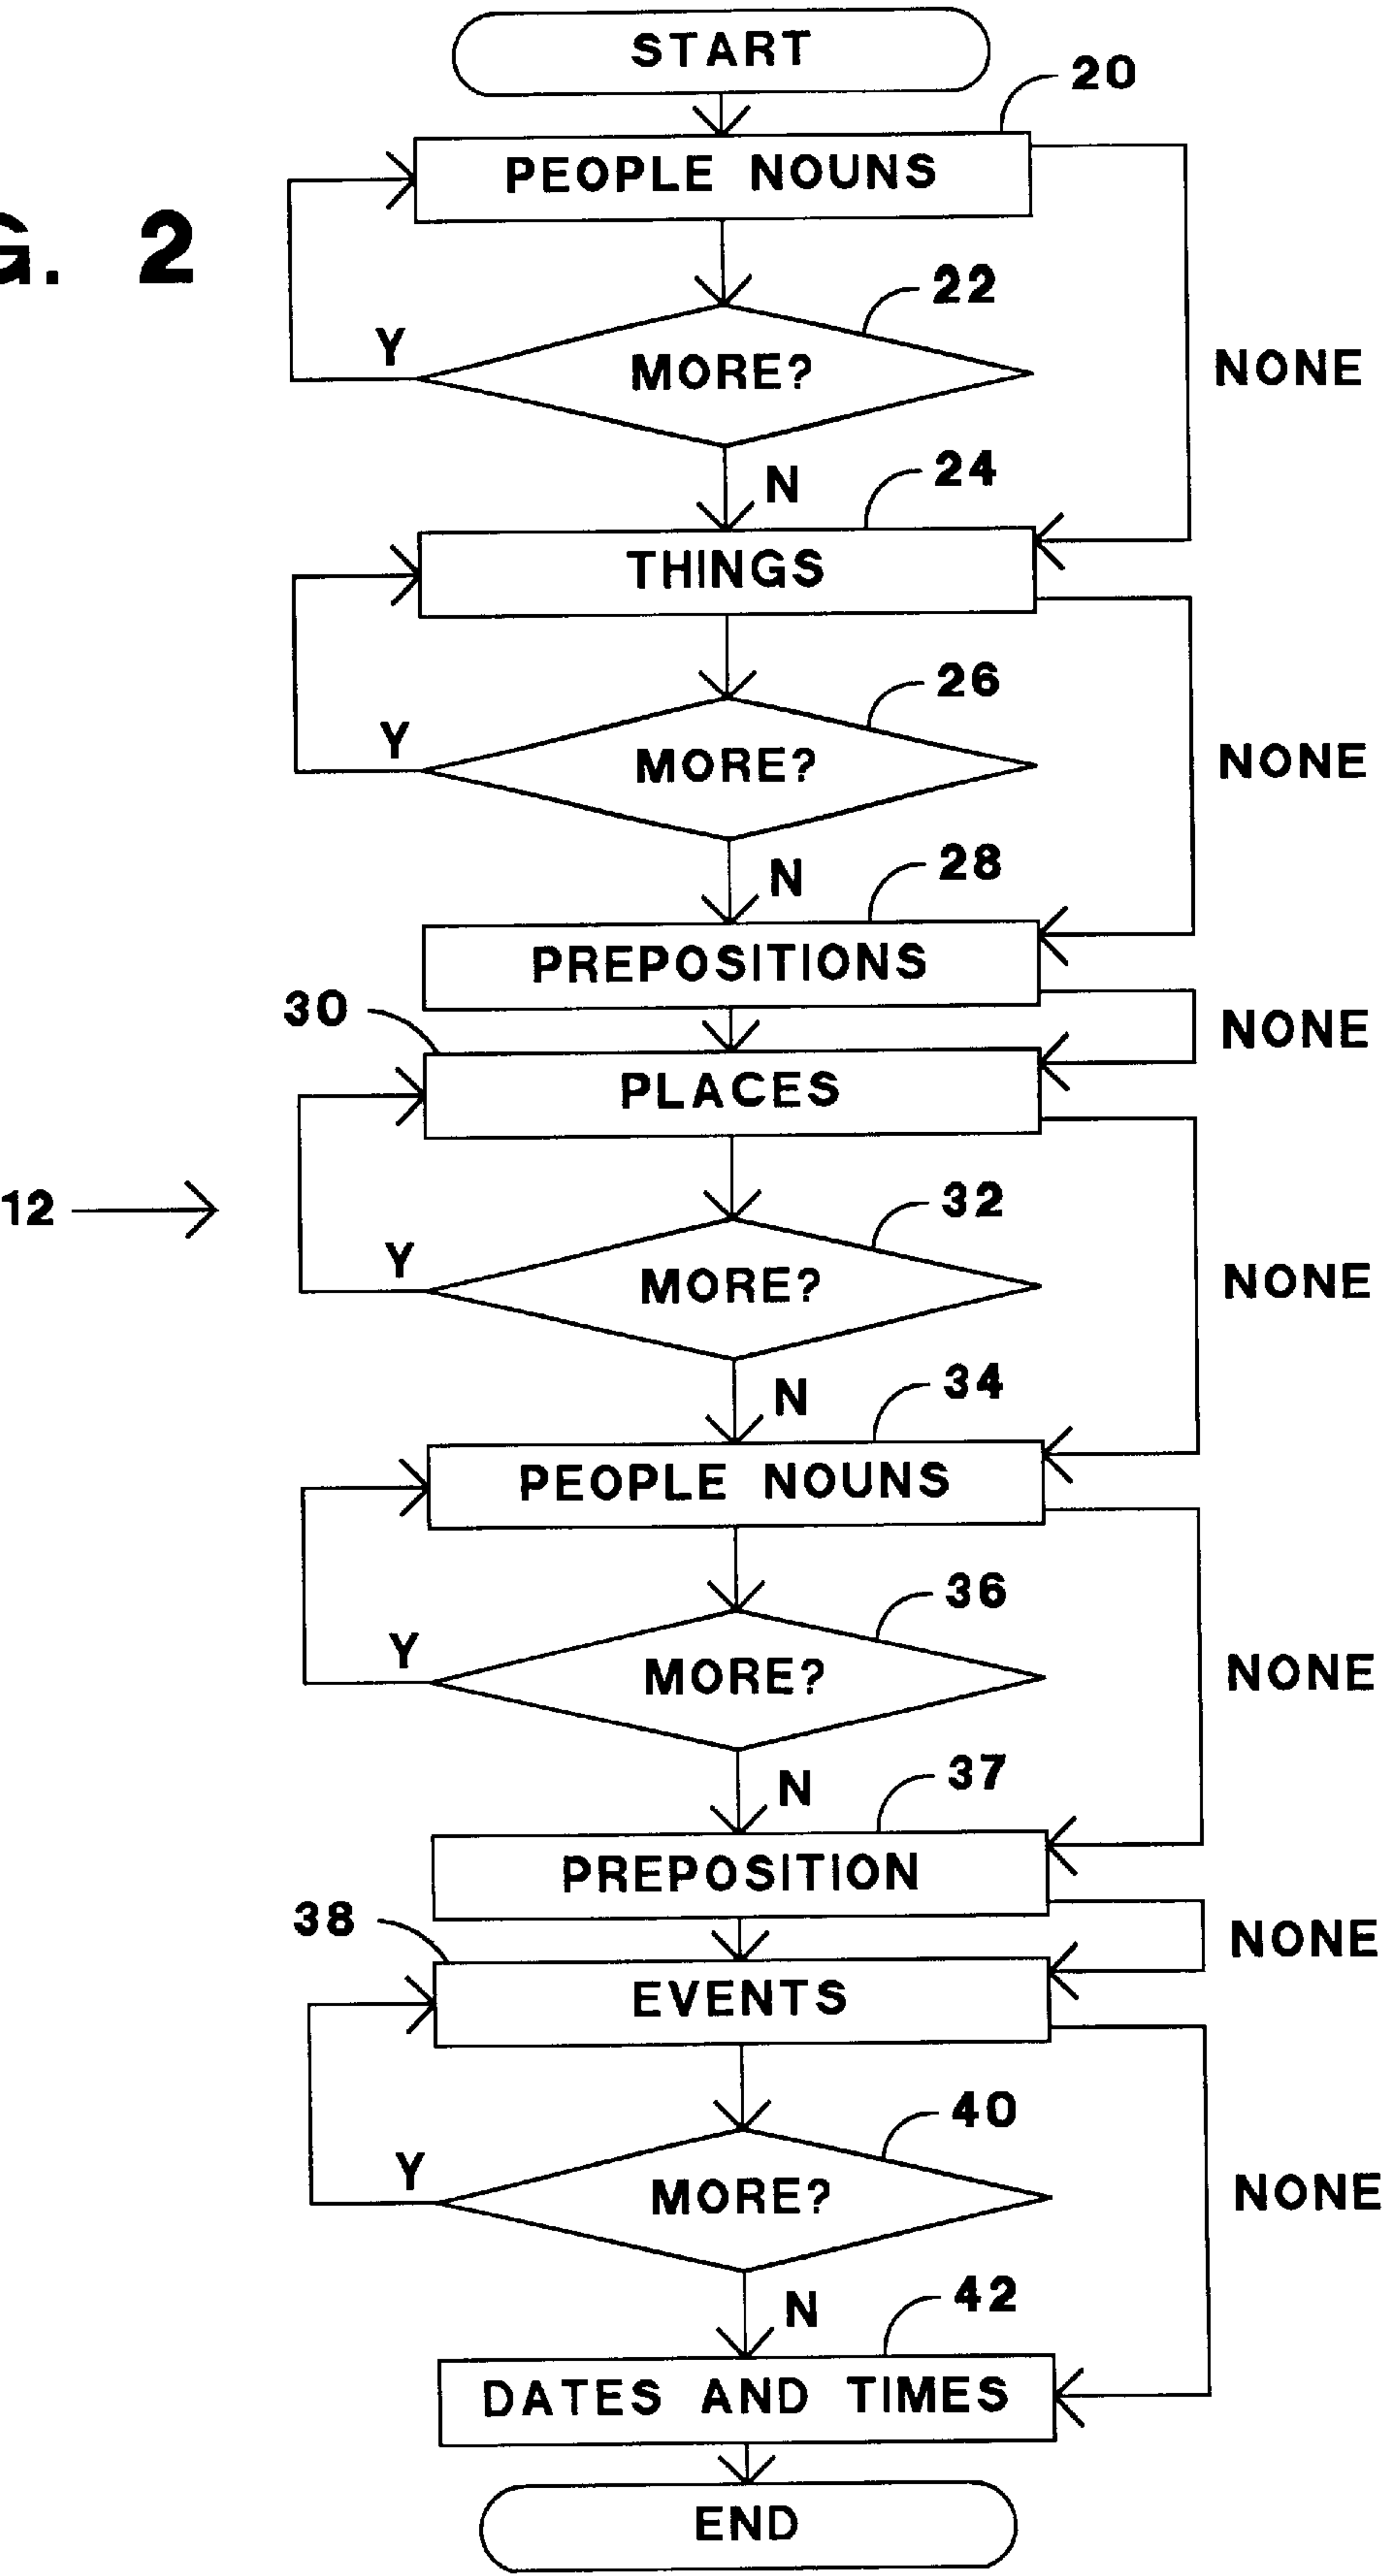 START
20
PEOPLE NOUNS
G. 2
22
Y
MORE?
NONE
N
24
THINGS
26
Y
MORE?
NONE
N
28
PREPOSITIONS
30
NONE
PLACES
12
32
Y
MORE?
NONE
N
34
PEOPLE NOUNS
36
Y
MORE?
NONE
N
37
PREPOSITION
38
NONE
EVENTS
40
Y
MORE?
NONE
N
42
DATES AND TIMES
END